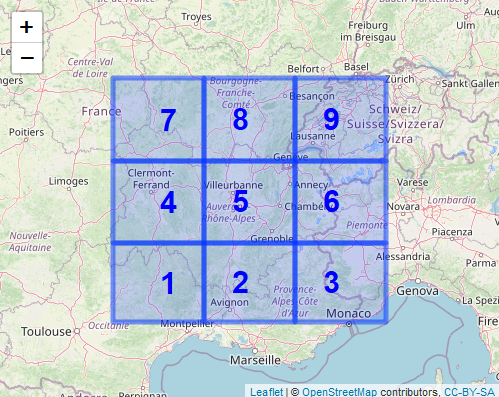 Troyes
Freiburg
im Breisgau
+
−
Centre-Val
de Loire
Belfort
Basel
Zürich
Sankt Gallen
Bourgogne-
Franche-
Comté
Besançon
France
Schweiz/
Suisse/Svizzera/
Svizra
7
8
9
Poitiers
Lausanne
Genève
Limoges
Clermont-
Ferrand
Villeurbanne
Annecy
Varese
Lombardia
4
5
6
Auvergne
Rhône-Alpes
Chambéry
Novara
Nouvelle-
Aquitaine
Piemonte
Piacenza
Grenoble
Alessandria
1
2
3
Genova
Avignon
Provence-
Alpes-Côte
d'Azur
La Spezi
Monaco
Toulouse
Occitanie
Montpellier
Marseille
Perpignan
Leaflet | © OpenStreetMap contributors, CC-BY-SA